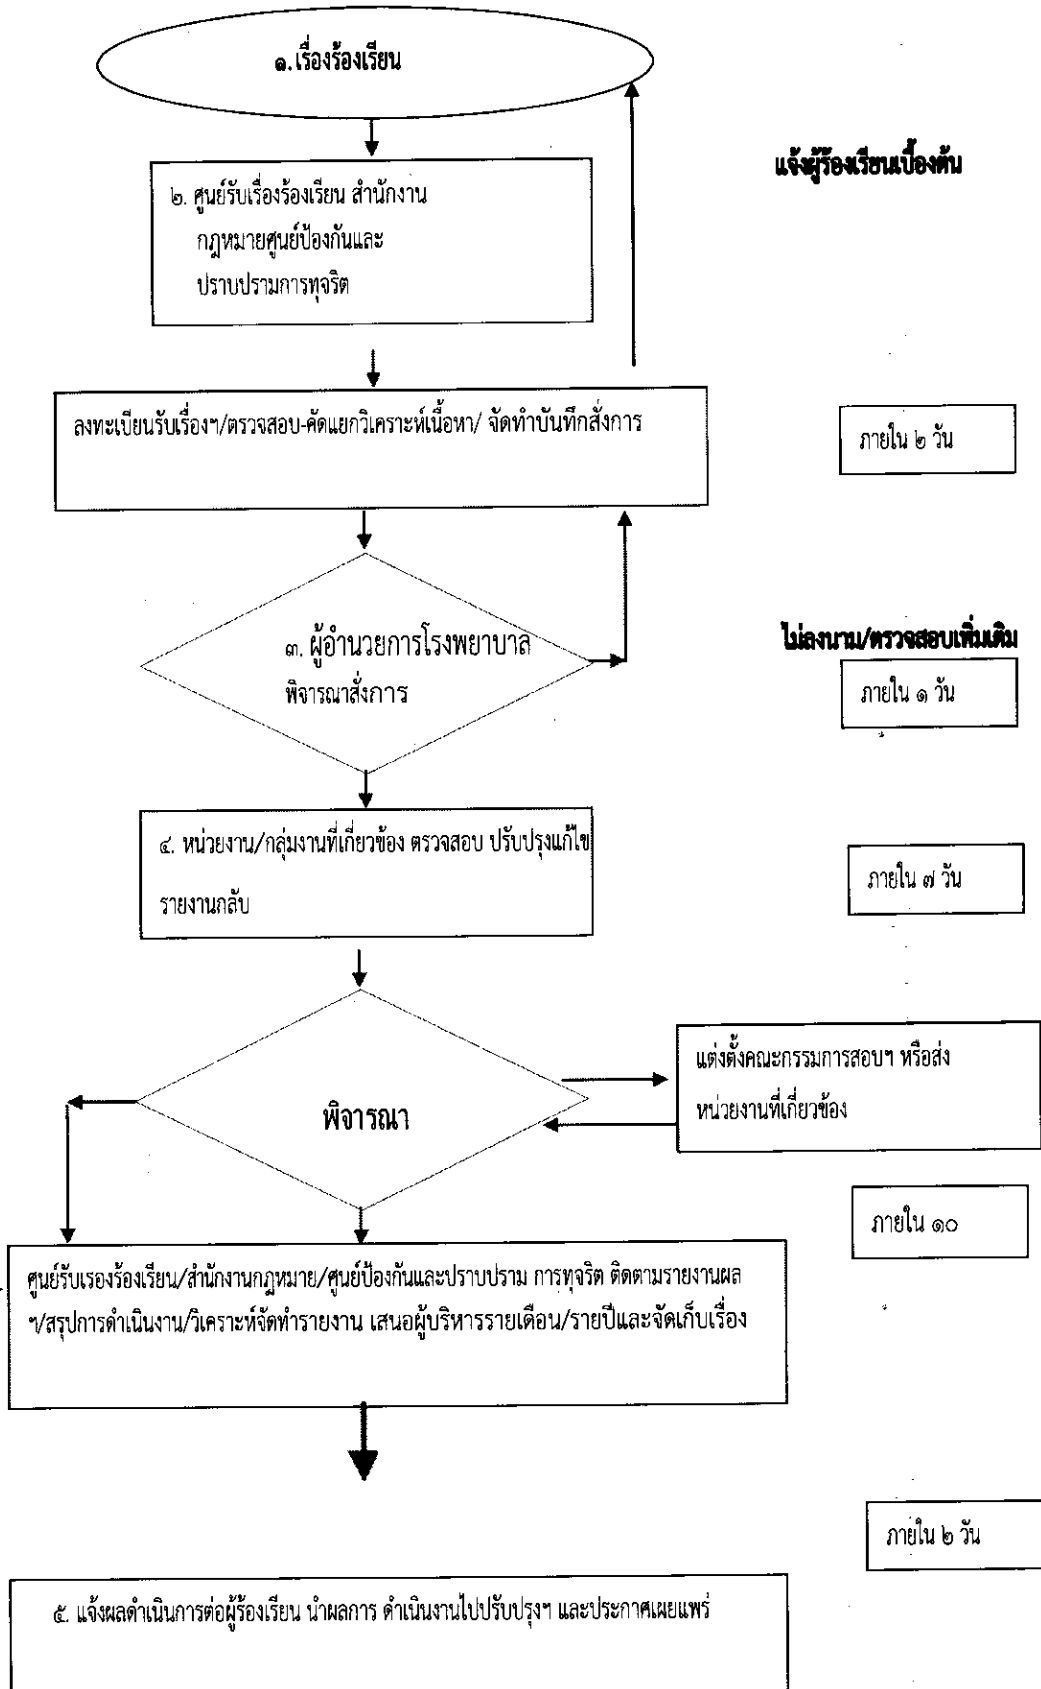 ๑. เรื่องร้องเรียน
แจ้งผู้ร้องเรียนเบื้องต้น
๒. ศูนย์รับเรื่องร้องเรียน สำนักงาน
กฎหมายศูนย์ป้องกันและ
ปราบปรามการทุจริต
ลงทะเบียนรับเรื่องฯ/ตรวจสอบ-คัดแยกวิเคราะห์เนื้อหา/ จัดทำบันทึกสั่งการ
ภายใน ๒ วัน
ไม่ลงนาม/ตรวจสอบเพิ่มเติม
๓. ผู้อำนวยการโรงพยาบาล
พิจารณาสั่งการ
ภายใน ๑ วัน
๔. หน่วยงาน/กลุ่มงานที่เกี่ยวข้อง ตรวจสอบ ปรับปรุงแก้ไข
รายงานกลับ
ภายใน ๗ วัน
พิจารณา
แต่งตั้งคณะกรรมการสอบฯ หรือส่ง
หน่วยงานที่เกี่ยวข้อง
ภายใน ๑๐
ศูนย์รับเรองร้องเรียน/สำนักงานกฎหมาย/ศูนย์ป้องกันและปราบปราม การทุจริต ติดตามรายงานผล
ฯ/สรุปการดำเนินงาน/วิเคราะห์จัดทำรายงาน เสนอผู้บริหารรายเดือน/รายปีและจัดเก็บเรื่อง
ภายใน ๒ วัน
๕. แจ้งผลดำเนินการต่อผู้ร้องเรียน นำผลการ ดำเนินงานไปปรับปรุงฯ และประกาศเผยแพร่